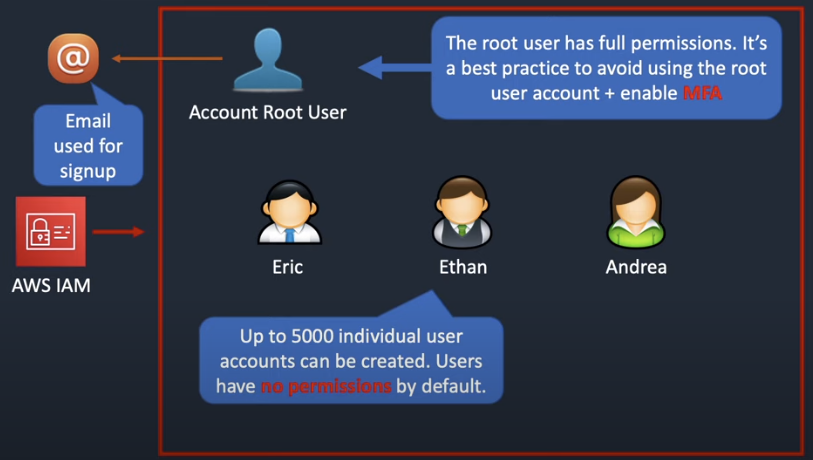 @
The root user has full permissions. It's
a best practice to avoid using the root
user account + enable MFA
Account Root User
Email
used for
signup
AWS IAM
Eric
Ethan
Andrea
Up to 5000 individual user
accounts can be created. Users
have no permissions by default.